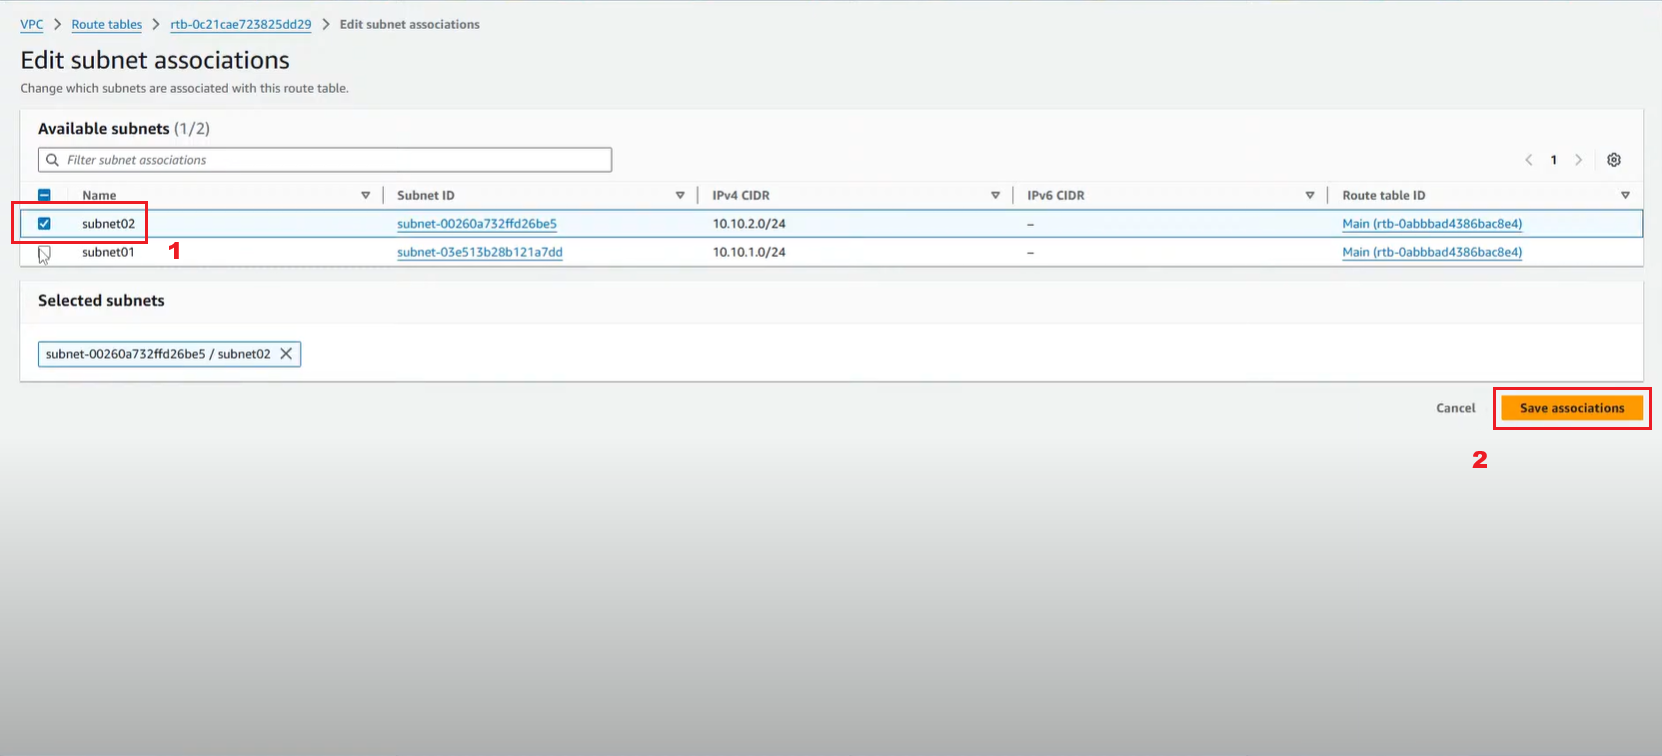 VPC > Route tables > rtb-0c21cae723825dd29 > Edit subnet associations
Edit subnet associations
Change which subnets are associated with this route table.
Available subnets (1/2)
Filter subnet associations
1
Name Subnet ID IPv4 CIDR IPv6 CIDR Route table ID
subnet02 subnet-00260a732ffd26be5 10.10.2.0/24 – Main (rtb-0abbbad4386bac8e4)
1
subnet01 subnet-03e513b28b121a7dd 10.10.1.0/24 – Main (rtb-0abbbad4386bac8e4)
Selected subnets
subnet-00260a732ffd26be5 / subnet02
Cancel Save associations
2